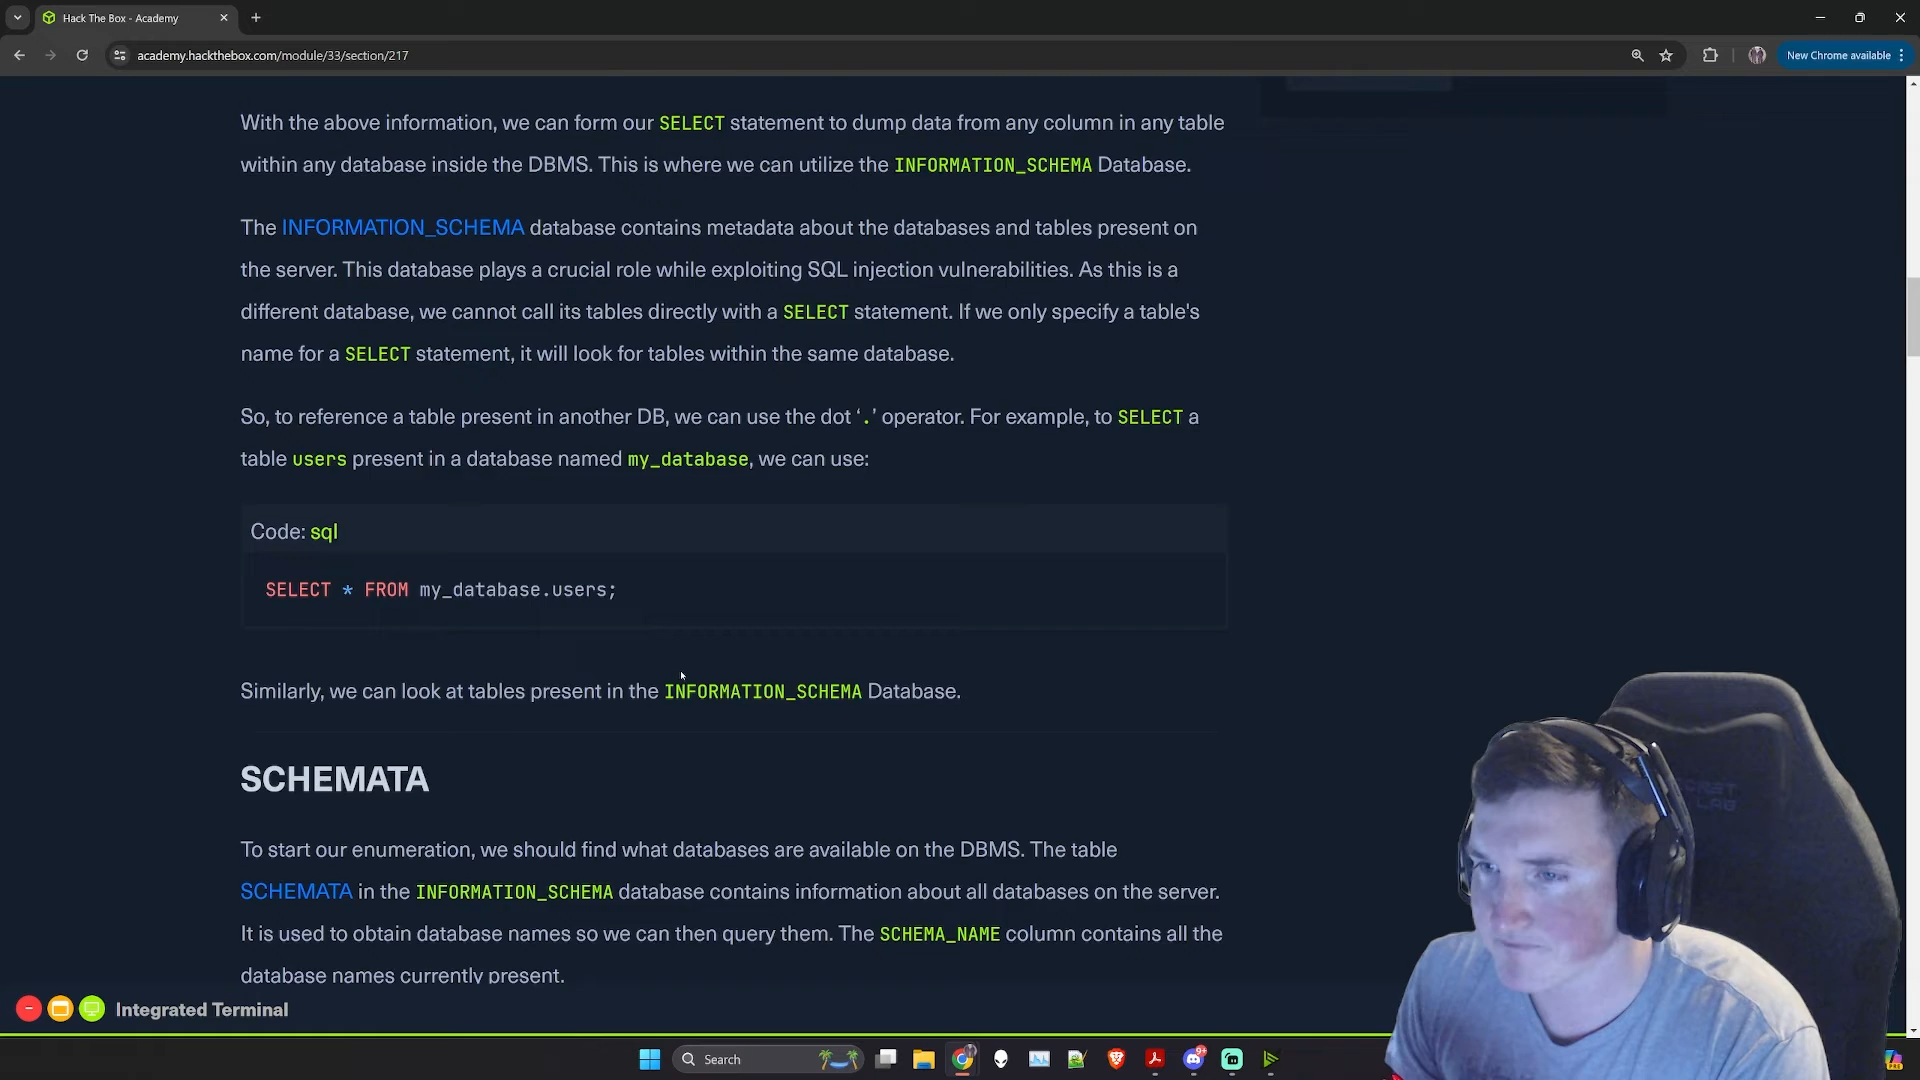 Hack The Box - Academy
academy.hackthebox.com/module/33/section/217
New Chrome available
With the above information, we can form our SELECT statement to dump data from any column in any table
within any database inside the DBMS. This is where we can utilize the INFORMATION_SCHEMA Database.
The INFORMATION_SCHEMA database contains metadata about the databases and tables present on
the server. This database plays a crucial role while exploiting SQL injection vulnerabilities. As this is a
different database, we cannot call its tables directly with a SELECT statement. If we only specify a table's
name for a SELECT statement, it will look for tables within the same database.
So, to reference a table present in another DB, we can use the dot ‘.’ operator. For example, to SELECT a
table users present in a database named my_database, we can use:
Code: sql
SELECT * FROM my_database.users;
Similarly, we can look at tables present in the INFORMATION_SCHEMA Database.
SCHEMATA
To start our enumeration, we should find what databases are available on the DBMS. The table
SCHEMATA in the INFORMATION_SCHEMA database contains information about all databases on the server.
It is used to obtain database names so we can then query them. The SCHEMA_NAME column contains all the
database names currently present.
Integrated Terminal
Search